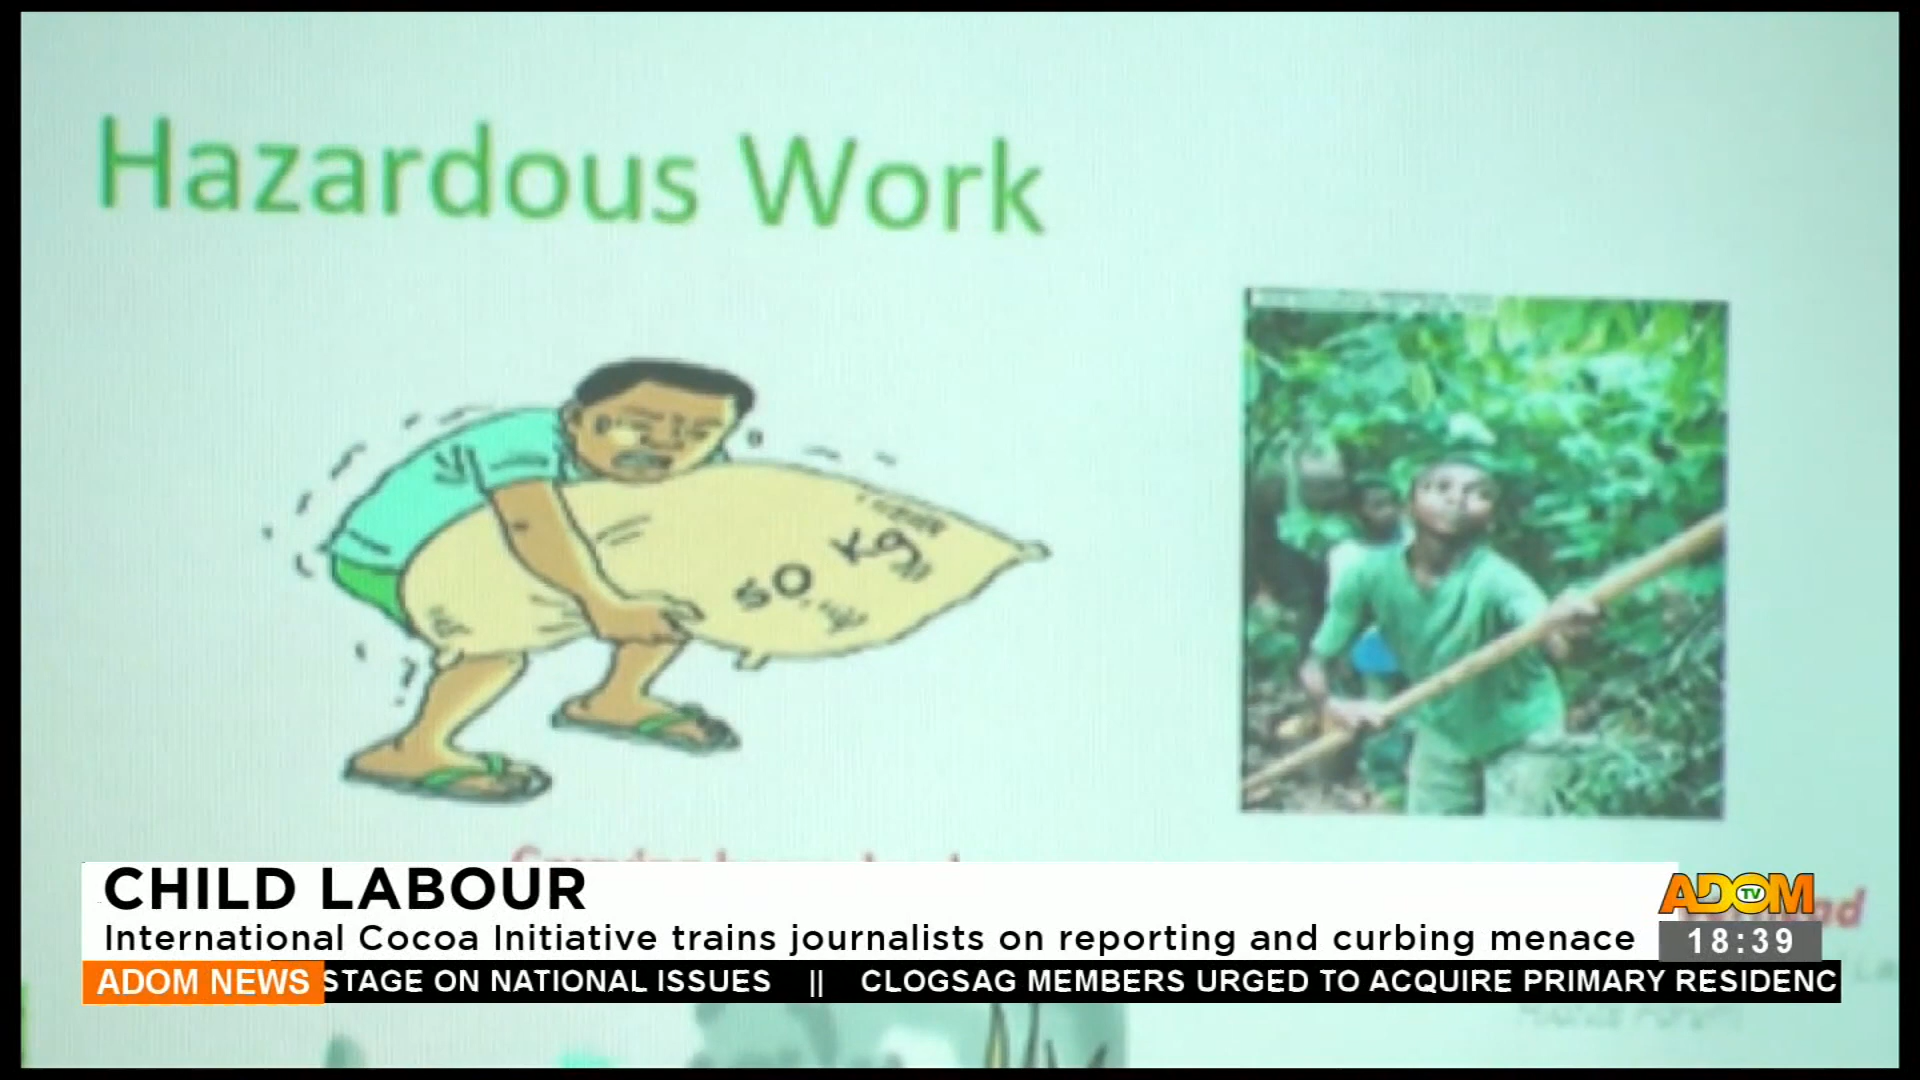 Hazardous Work
50 Kg
CHILD LABOUR
International Cocoa Initiative trains journalists on reporting and curbing menace
ADOM TV
18:39
ADOM NEWS
STAGE ON NATIONAL ISSUES || CLOGSAG MEMBERS URGED TO ACQUIRE PRIMARY RESIDENC